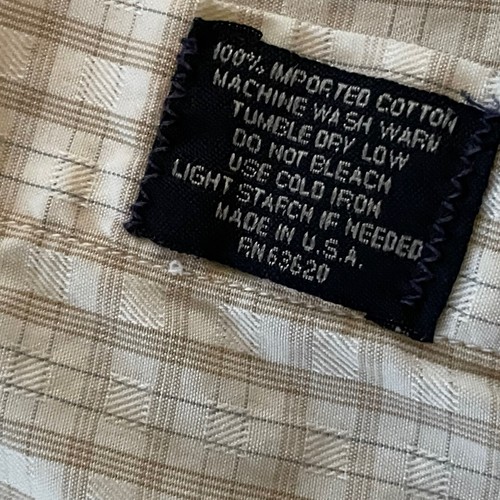 100% IMPORTED COTTON
MACHINE WASH WARM
TUMBLE DRY LOW
DO NOT BLEACH
USE COLD IRON
LIGHT STARCH IF NEEDED
MADE IN U.S.A.
RN63620